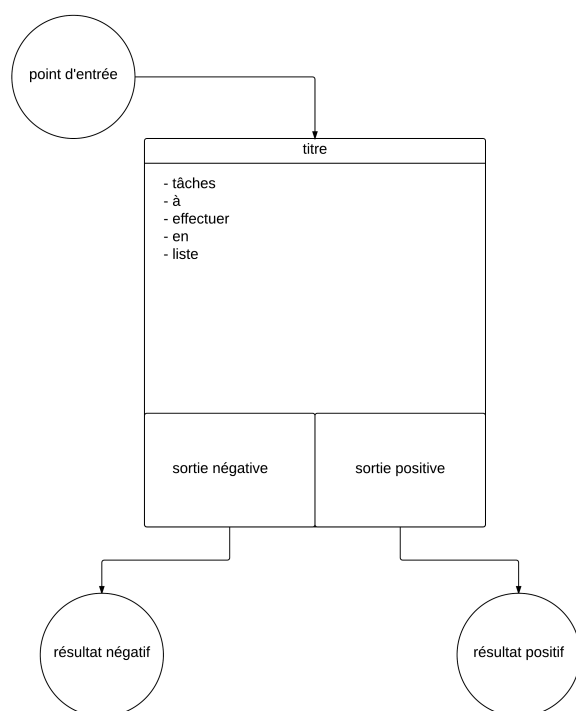 point d'entrée
titre
- tâches
- à
- effectuer
- en
- liste
sortie négative
sortie positive
résultat négatif
résultat positif